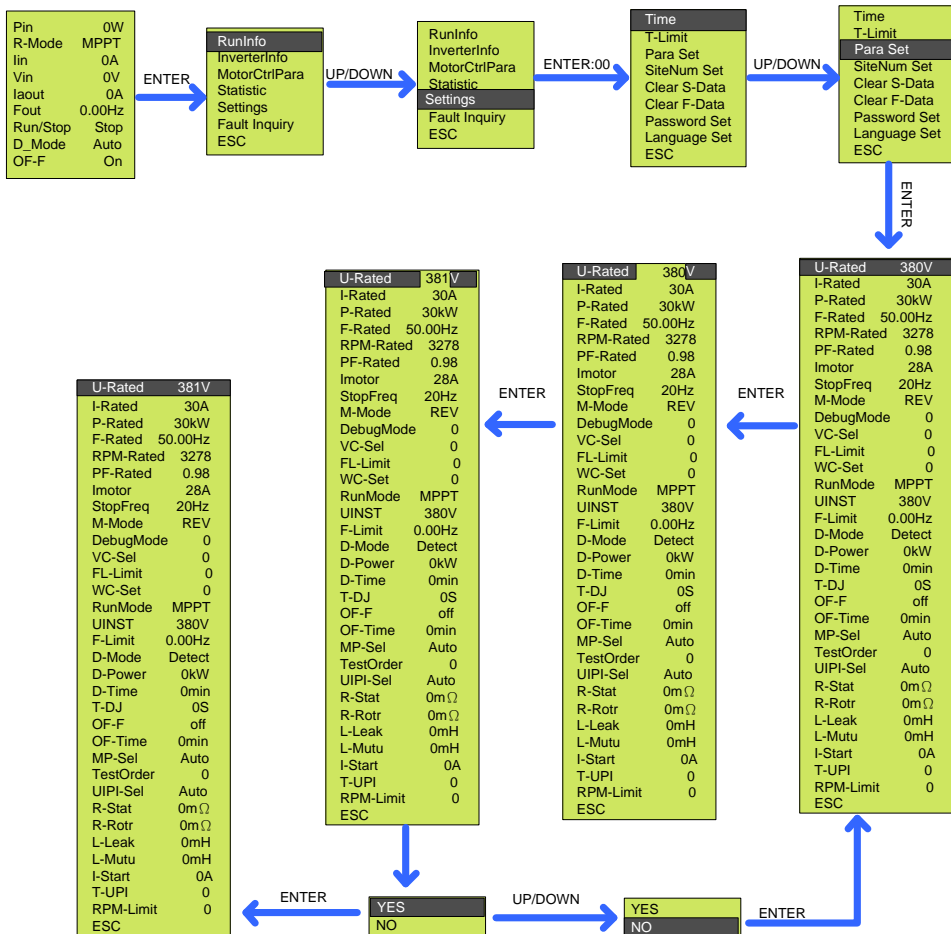 Pin 0W
R-Mode MPPT
Iin 0A
Vin 0V
Iaout 0A
Fout 0.00Hz
Run/Stop Stop
D_Mode Auto
OF-F On
ENTER
RunInfo
InverterInfo
MotorCtrlPara
Statistic
Settings
Fault Inquiry
ESC
UP/DOWN
RunInfo
InverterInfo
MotorCtrlPara
Statistic
Settings
Fault Inquiry
ESC
ENTER:00
Time
T-Limit
Para Set
SiteNum Set
Clear S-Data
Clear F-Data
Password Set
Language Set
ESC
UP/DOWN
Time
T-Limit
Para Set
SiteNum Set
Clear S-Data
Clear F-Data
Password Set
Language Set
ESC
ENTER
U-Rated 380V
I-Rated 30A
P-Rated 30kW
F-Rated 50.00Hz
RPM-Rated 3278
PF-Rated 0.98
Imotor 28A
StopFreq 20Hz
M-Mode REV
DebugMode 0
VC-Sel 0
FL-Limit 0
WC-Set 0
RunMode MPPT
UINST 380V
F-Limit 0.00Hz
D-Mode Detect
D-Power 0kW
D-Time 0min
T-DJ 0S
OF-F off
OF-Time 0min
MP-Sel Auto
TestOrder 0
UIPI-Sel Auto
R-Stat 0mΩ
R-Rotr 0mΩ
L-Leak 0mH
L-Mutu 0mH
I-Start 0A
T-UPI 0
RPM-Limit 0
ESC
ENTER
U-Rated 380V
I-Rated 30A
P-Rated 30kW
F-Rated 50.00Hz
RPM-Rated 3278
PF-Rated 0.98
Imotor 28A
StopFreq 20Hz
M-Mode REV
DebugMode 0
VC-Sel 0
FL-Limit 0
WC-Set 0
RunMode MPPT
UINST 380V
F-Limit 0.00Hz
D-Mode Detect
D-Power 0kW
D-Time 0min
T-DJ 0S
OF-F off
OF-Time 0min
MP-Sel Auto
TestOrder 0
UIPI-Sel Auto
R-Stat 0mΩ
R-Rotr 0mΩ
L-Leak 0mH
L-Mutu 0mH
I-Start 0A
T-UPI 0
RPM-Limit 0
ESC
ENTER
U-Rated 381V
I-Rated 30A
P-Rated 30kW
F-Rated 50.00Hz
RPM-Rated 3278
PF-Rated 0.98
Imotor 28A
StopFreq 20Hz
M-Mode REV
DebugMode 0
VC-Sel 0
FL-Limit 0
WC-Set 0
RunMode MPPT
UINST 380V
F-Limit 0.00Hz
D-Mode Detect
D-Power 0kW
D-Time 0min
T-DJ 0S
OF-F off
OF-Time 0min
MP-Sel Auto
TestOrder 0
UIPI-Sel Auto
R-Stat 0mΩ
R-Rotr 0mΩ
L-Leak 0mH
L-Mutu 0mH
I-Start 0A
T-UPI 0
RPM-Limit 0
ESC
YES
NO
UP/DOWN
YES
NO
ENTER
ENTER
U-Rated 381V
I-Rated 30A
P-Rated 30kW
F-Rated 50.00Hz
RPM-Rated 3278
PF-Rated 0.98
Imotor 28A
StopFreq 20Hz
M-Mode REV
DebugMode 0
VC-Sel 0
FL-Limit 0
WC-Set 0
RunMode MPPT
UINST 380V
F-Limit 0.00Hz
D-Mode Detect
D-Power 0kW
D-Time 0min
T-DJ 0S
OF-F off
OF-Time 0min
MP-Sel Auto
TestOrder 0
UIPI-Sel Auto
R-Stat 0mΩ
R-Rotr 0mΩ
L-Leak 0mH
L-Mutu 0mH
I-Start 0A
T-UPI 0
RPM-Limit 0
ESC